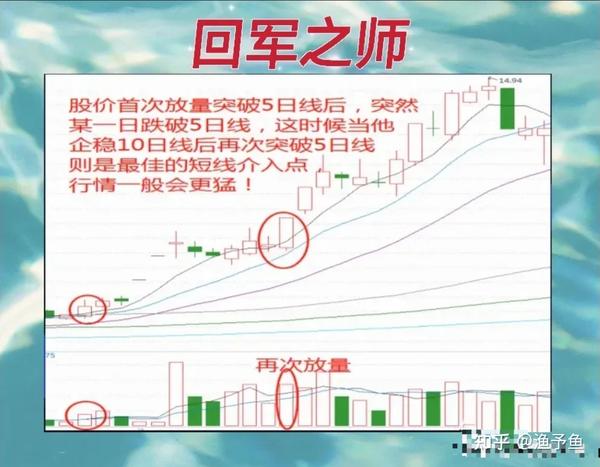 回军之师
14.94
股价首次放量突破5日线后，突然
某一日跌破5日线，这时候当他
企稳10日线后再次突破5日线
则是最佳的短线介入点，
行情一般会更猛！
75
再次放量
知乎 @渔予鱼